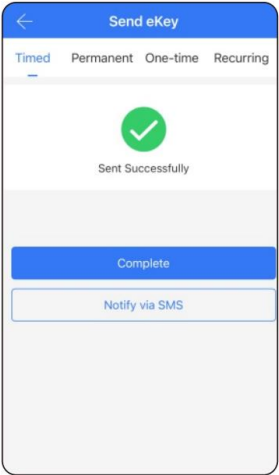 Send eKey
Timed Permanent One-time Recurring
Sent Successfully
Complete
Notify via SMS